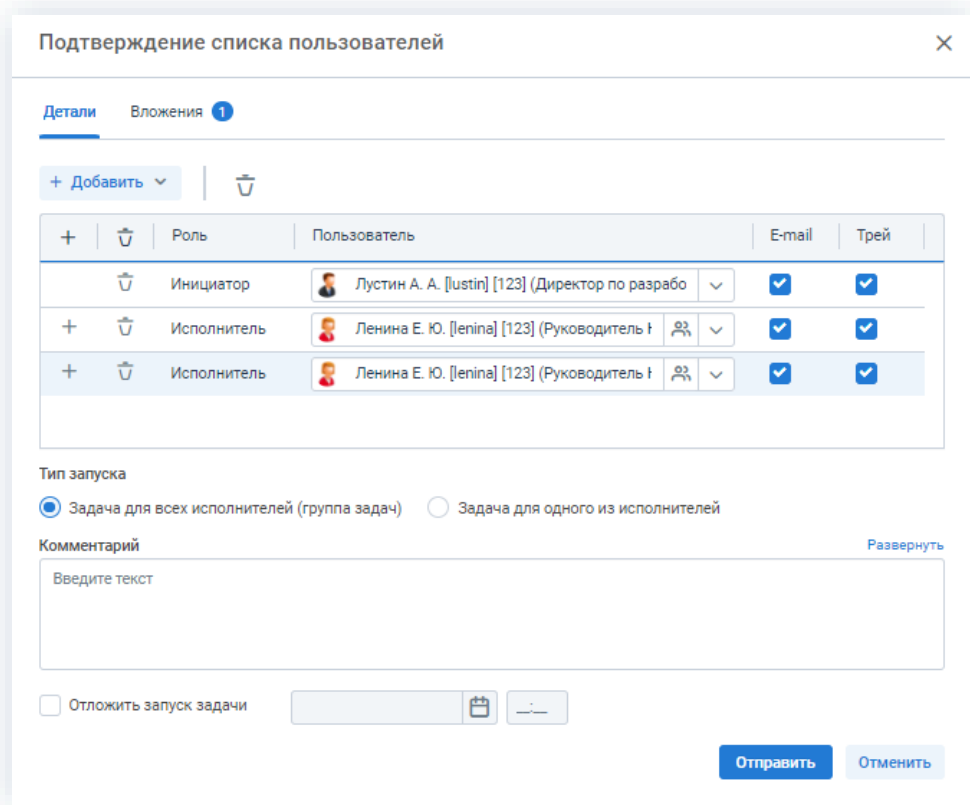 Подтверждение списка пользователей
Детали Вложения 1
+ Добавить
Роль Пользователь E-mail Трей
Инициатор Лустин А. А. [lustin] [123] (Директор по разрабо
Исполнитель Ленина Е. Ю. [lenina] [123] (Руководитель
Исполнитель Ленина Е. Ю. [lenina] [123] (Руководитель
Тип запуска
Задача для всех исполнителей (группа задач) Задача для одного из исполнителей
Комментарий Развернуть
Введите текст
Отложить запуск задачи __:__
Отправить Отменить